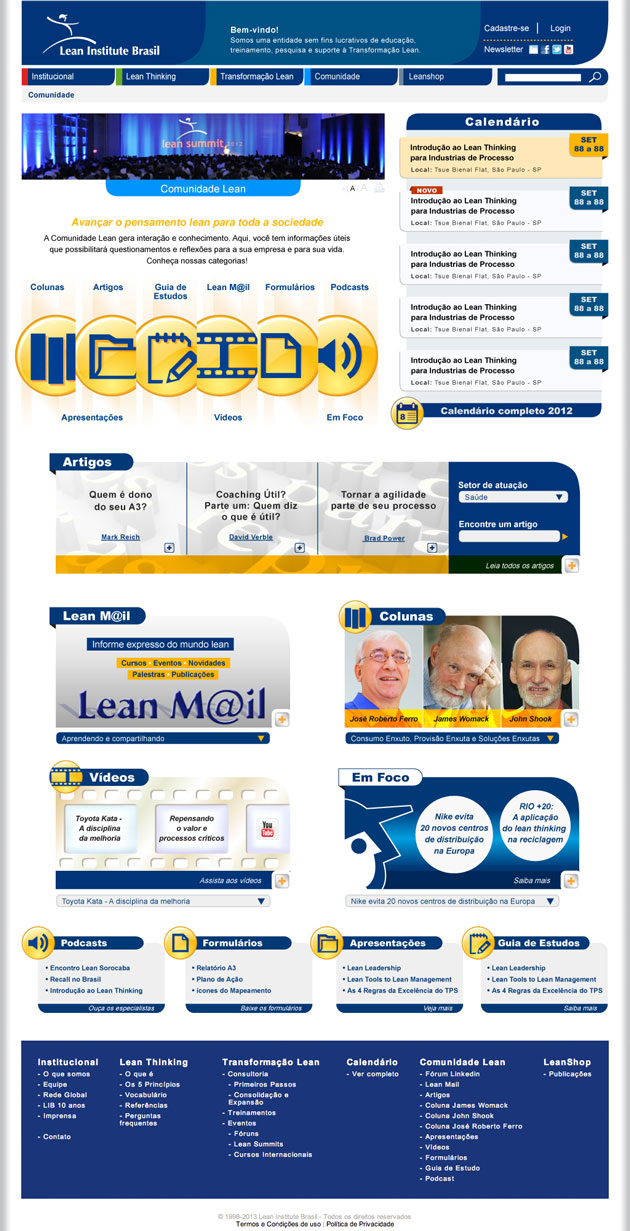 Lean Institute Brasil
Bem-vindo!
Somos uma entidade sem fins lucrativos de educação,
treinamento, pesquisa e suporte á Transformação Lean.
Cadastre-se | Login
Newsletter
Institucional
Lean Thinking
Transformação Lean
Comunidade
Leanshop
Comunidade
lean summit 2012
Comunidade Lean
A A
Avançar o pensamento lean para toda a sociedade
A Comunidade Lean gera interação e conhecimento. Aqui, você tem informações úteis
que possibilitará questionamentos e reflexões para a sua empresa e para sua vida.
Conheça nossas categorias!
Colunas
Artigos
Guia de
Estudos
Lean M@il
Formulários
Podcasts
Apresentações
Vídeos
Em Foco
Calendário
Introdução ao Lean Thinking
para Industrias de Processo
Local: Tsue Bienal Flat, São Paulo - SP
SET
88 a 88
NOVO
Introdução ao Lean Thinking
para Industrias de Processo
Local: Tsue Bienal Flat, São Paulo - SP
SET
88 a 88
Introdução ao Lean Thinking
para Industrias de Processo
Local: Tsue Bienal Flat, São Paulo - SP
SET
88 a 88
Introdução ao Lean Thinking
para Industrias de Processo
Local: Tsue Bienal Flat, São Paulo - SP
SET
88 a 88
Introdução ao Lean Thinking
para Industrias de Processo
Local: Tsue Bienal Flat, São Paulo - SP
SET
88 a 88
8
Calendário completo 2012
Artigos
Quem é dono
do seu A3?
Mark Reich
Coaching Útil?
Parte um: Quem diz
o que é útil?
David Verble
Tornar a agilidade
parte de seu processo
Brad Power
Setor de atuação
Saúde
Encontre um artigo
Leia todos os artigos
Lean M@il
Informe expresso do mundo lean
Cursos • Eventos • Novidades
Palestras • Publicações
Lean M@il
Aprendendo e compartilhando
Colunas
José Roberto Ferro
James Womack
John Shook
Consumo Enxuto, Provisão Enxuta e Soluções Enxutas
Vídeos
Toyota Kata -
A disciplina
da melhoria
Repensando
o valor e
processos críticos
You
Tube
Assista aos vídeos
Toyota Kata - A disciplina da melhoria
Em Foco
Nike evita
20 novos centros
de distribuição
na Europa
RIO +20:
A aplicação
do lean thinking
na reciclagem
Saiba mais
Nike evita 20 novos centros de distribuição na Europa
Podcasts
• Encontro Lean Sorocaba
• Recall no Brasil
• Introdução ao Lean Thinking
Ouça os especialistas
Formulários
• Relatório A3
• Plano de Ação
• ícones do Mapeamento
Baixe os formulários
Apresentações
• Lean Leadership
• Lean Tools to Lean Management
• As 4 Regras da Excelência do TPS
Veja mais
Guia de Estudos
• Lean Leadership
• Lean Tools to Lean Management
• As 4 Regras da Excelência do TPS
Saiba mais
Institucional
- O que somos
- Equipe
- Rede Global
- LIB 10 anos
- Imprensa
- Contato
Lean Thinking
- O que é
- Os 5 Princípios
- Vocabulário
- Referências
- Perguntas
frequentes
Transformação Lean
- Consultoria
- Primeiros Passos
- Consolidação e
Expansão
- Treinamentos
- Eventos
- Fóruns
- Lean Summits
- Cursos Internacionais
Calendário
- Ver completo
Comunidade Lean
- Fórum Linkedin
- Lean Mail
- Artigos
- Coluna James Womack
- Coluna John Shook
- Coluna José Roberto Ferro
- Apresentações
- Vídeos
- Formulários
- Guia de Estudo
- Podcast
LeanShop
- Publicações
© 1998-2013 Lean Institute Brasil - Todos os direitos reservados
Termos e Condições de uso | Política de Privacidade